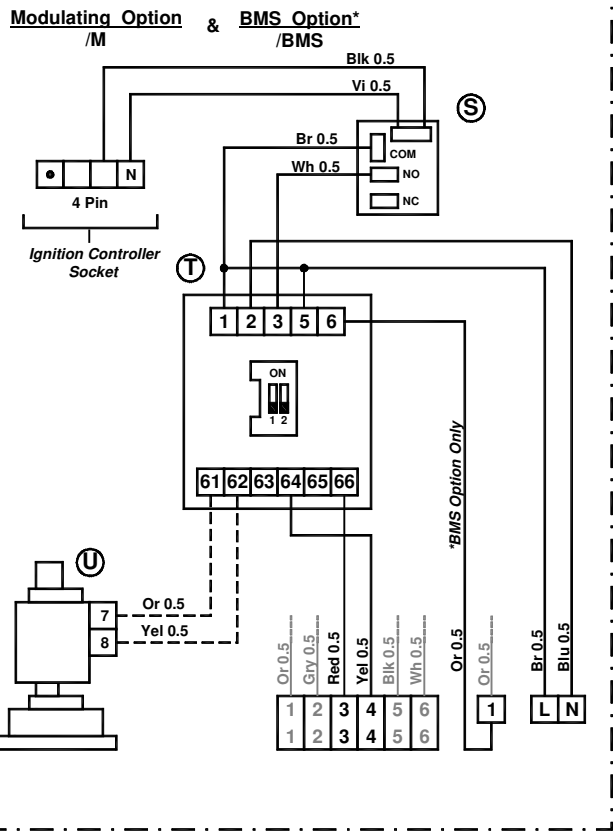 Modulating Option & BMS Option*
/M /BMS
Blk 0.5
Vi 0.5
S
Br 0.5
COM
Wh 0.5
NO
N
NC
4 Pin
Ignition Controller
Socket
T
1 2 3 5 6
ON
1 2
*BMS Option Only
61 62 63 64 65 66
U
Or 0.5
7
Yel 0.5
8
Or 0.5
Gry 0.5
Red 0.5
Yel 0.5
Blk 0.5
Wh 0.5
Or 0.5
Or 0.5
Br 0.5
Blu 0.5
1 2 3 4 5 6 1 L N
1 2 3 4 5 6